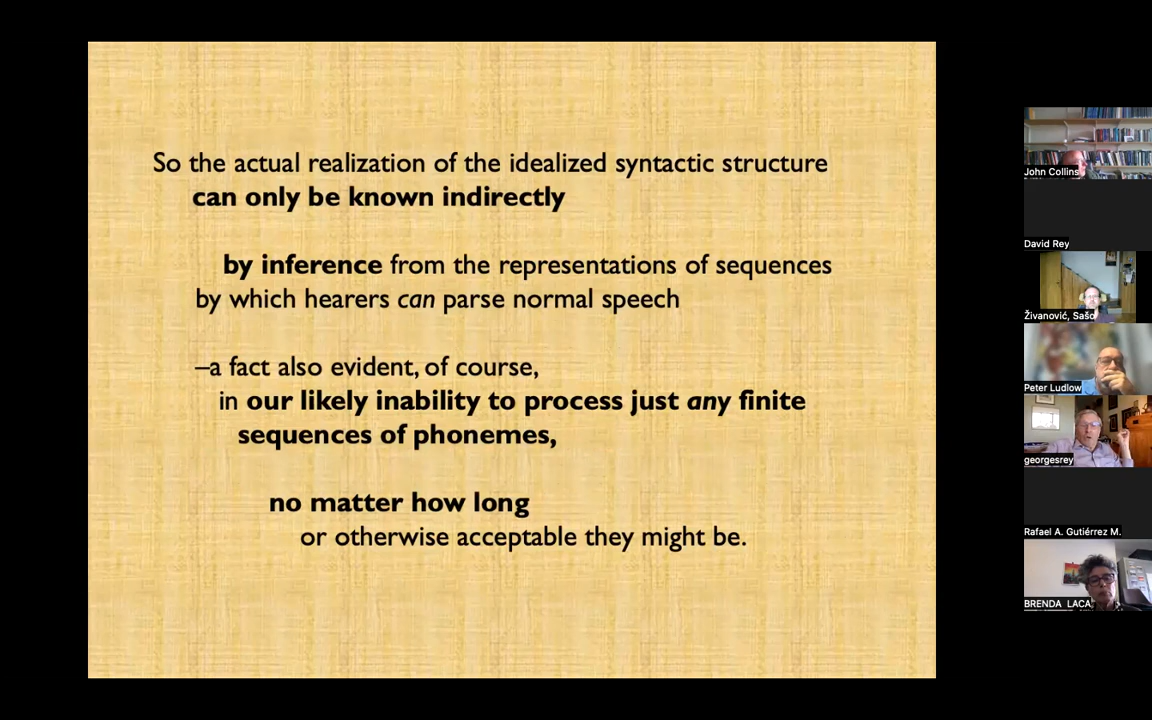 So the actual realization of the idealized syntactic structure
can only be known indirectly
by inference from the representations of sequences
by which hearers can parse normal speech
–a fact also evident, of course,
in our likely inability to process just any finite
sequences of phonemes,
no matter how long
or otherwise acceptable they might be.
John Collins
David Rey
Živanović, Sašo
Peter Ludlow
georgesrey
Rafael A. Gutiérrez M.
BRENDA LACA